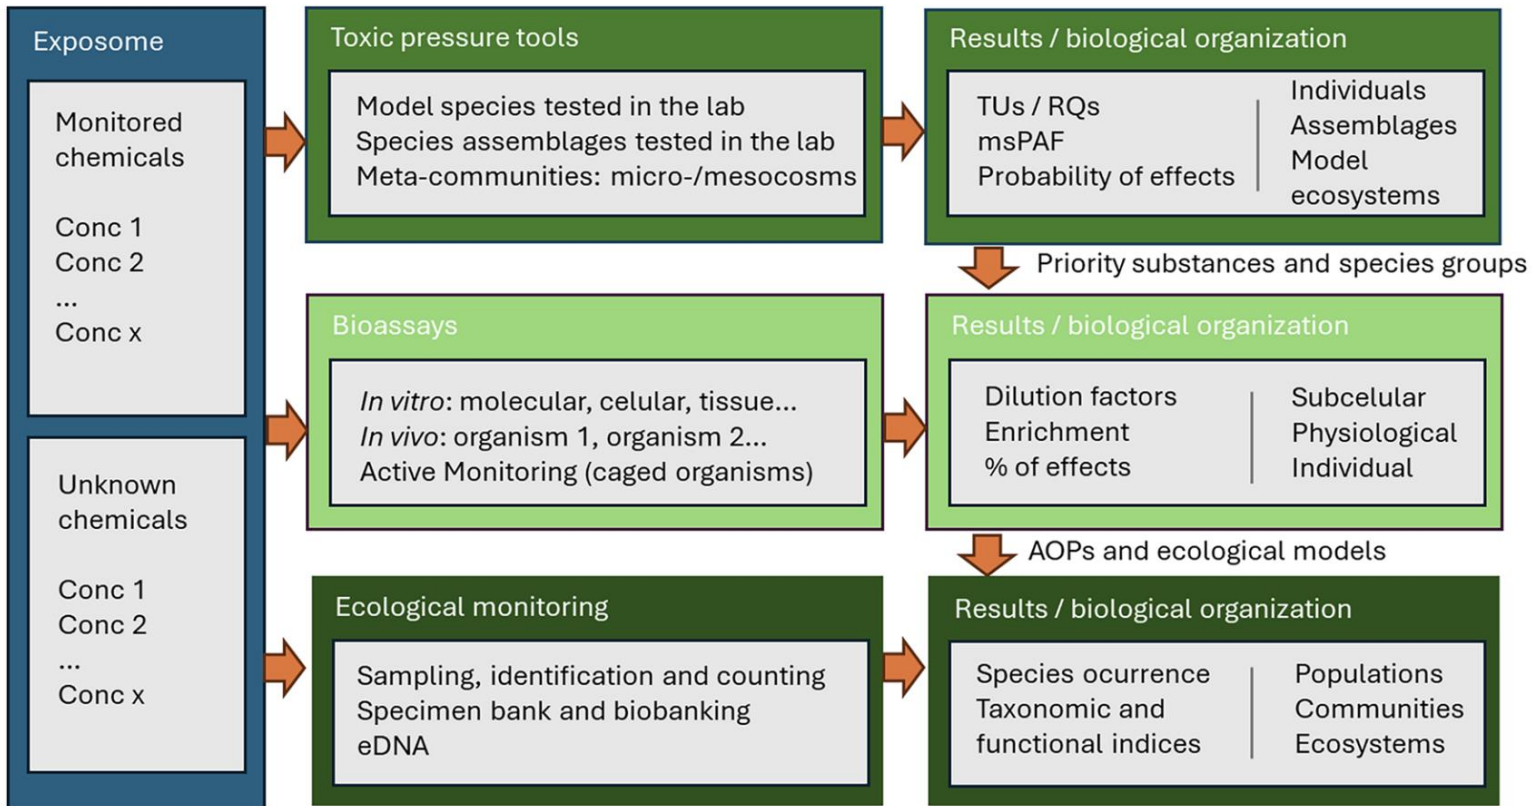 Exposome
Monitored
chemicals
Conc 1
Conc 2
...
Conc x
Unknown
chemicals
Conc 1
Conc 2
...
Conc x
Toxic pressure tools
Model species tested in the lab
Species assemblages tested in the lab
Meta-communities: micro-/mesocosms
Results / biological organization
TUs / RQs
msPAF
Probability of effects
Individuals
Assemblages
Model
ecosystems
Priority substances and species groups
Bioassays
In vitro: molecular, celular, tissue...
In vivo: organism 1, organism 2...
Active Monitoring (caged organisms)
Results / biological organization
Dilution factors
Enrichment
% of effects
Subcelular
Physiological
Individual
AOPs and ecological models
Ecological monitoring
Sampling, identification and counting
Specimen bank and biobanking
eDNA
Results / biological organization
Species ocurrence
Taxonomic and
functional indices
Populations
Communities
Ecosystems